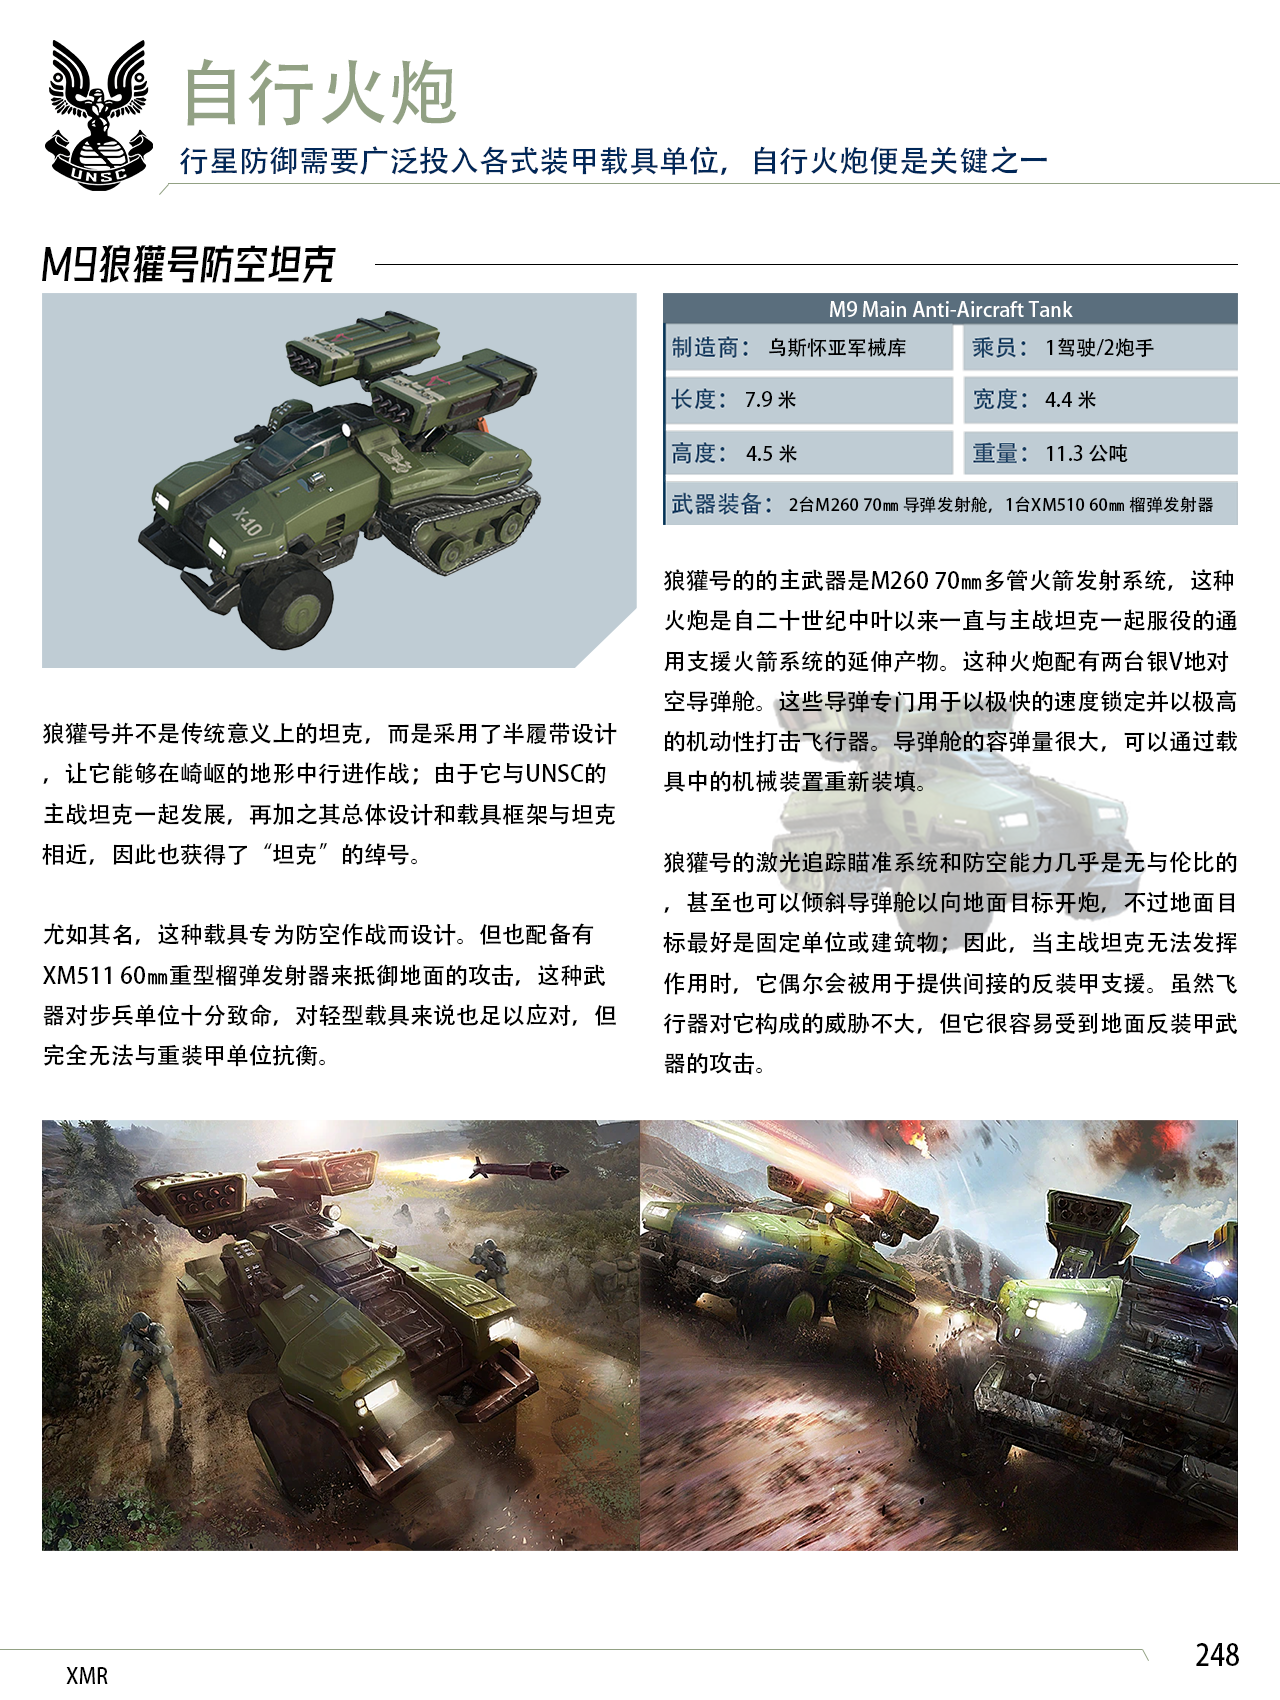 UNSC
自行火炮
行星防御需要广泛投入各式装甲载具单位，自行火炮便是关键之一
M9狼獾号防空坦克
X-10
狼獾号并不是传统意义上的坦克，而是采用了半履带设计
，让它能够在崎岖的地形中行进作战；由于它与UNSC的
主战坦克一起发展，再加之其总体设计和载具框架与坦克
相近，因此也获得了“坦克”的绰号。
尤如其名，这种载具专为防空作战而设计。但也配备有
XM511 60㎜重型榴弹发射器来抵御地面的攻击，这种武
器对步兵单位十分致命，对轻型载具来说也足以应对，但
完全无法与重装甲单位抗衡。
M9 Main Anti-Aircraft Tank
制造商： 乌斯怀亚军械库
乘员： 1驾驶/2炮手
长度： 7.9 米
宽度： 4.4 米
高度： 4.5 米
重量： 11.3 公吨
武器装备： 2台M260 70㎜ 导弹发射舱，1台XM510 60㎜ 榴弹发射器
狼獾号的的主武器是M260 70㎜多管火箭发射系统，这种
火炮是自二十世纪中叶以来一直与主战坦克一起服役的通
用支援火箭系统的延伸产物。这种火炮配有两台银V地对
空导弹舱。这些导弹专门用于以极快的速度锁定并以极高
的机动性打击飞行器。导弹舱的容弹量很大，可以通过载
具中的机械装置重新装填。
狼獾号的激光追踪瞄准系统和防空能力几乎是无与伦比的
，甚至也可以倾斜导弹舱以向地面目标开炮，不过地面目
标最好是固定单位或建筑物；因此，当主战坦克无法发挥
作用时，它偶尔会被用于提供间接的反装甲支援。虽然飞
行器对它构成的威胁不大，但它很容易受到地面反装甲武
器的攻击。
248
XMR